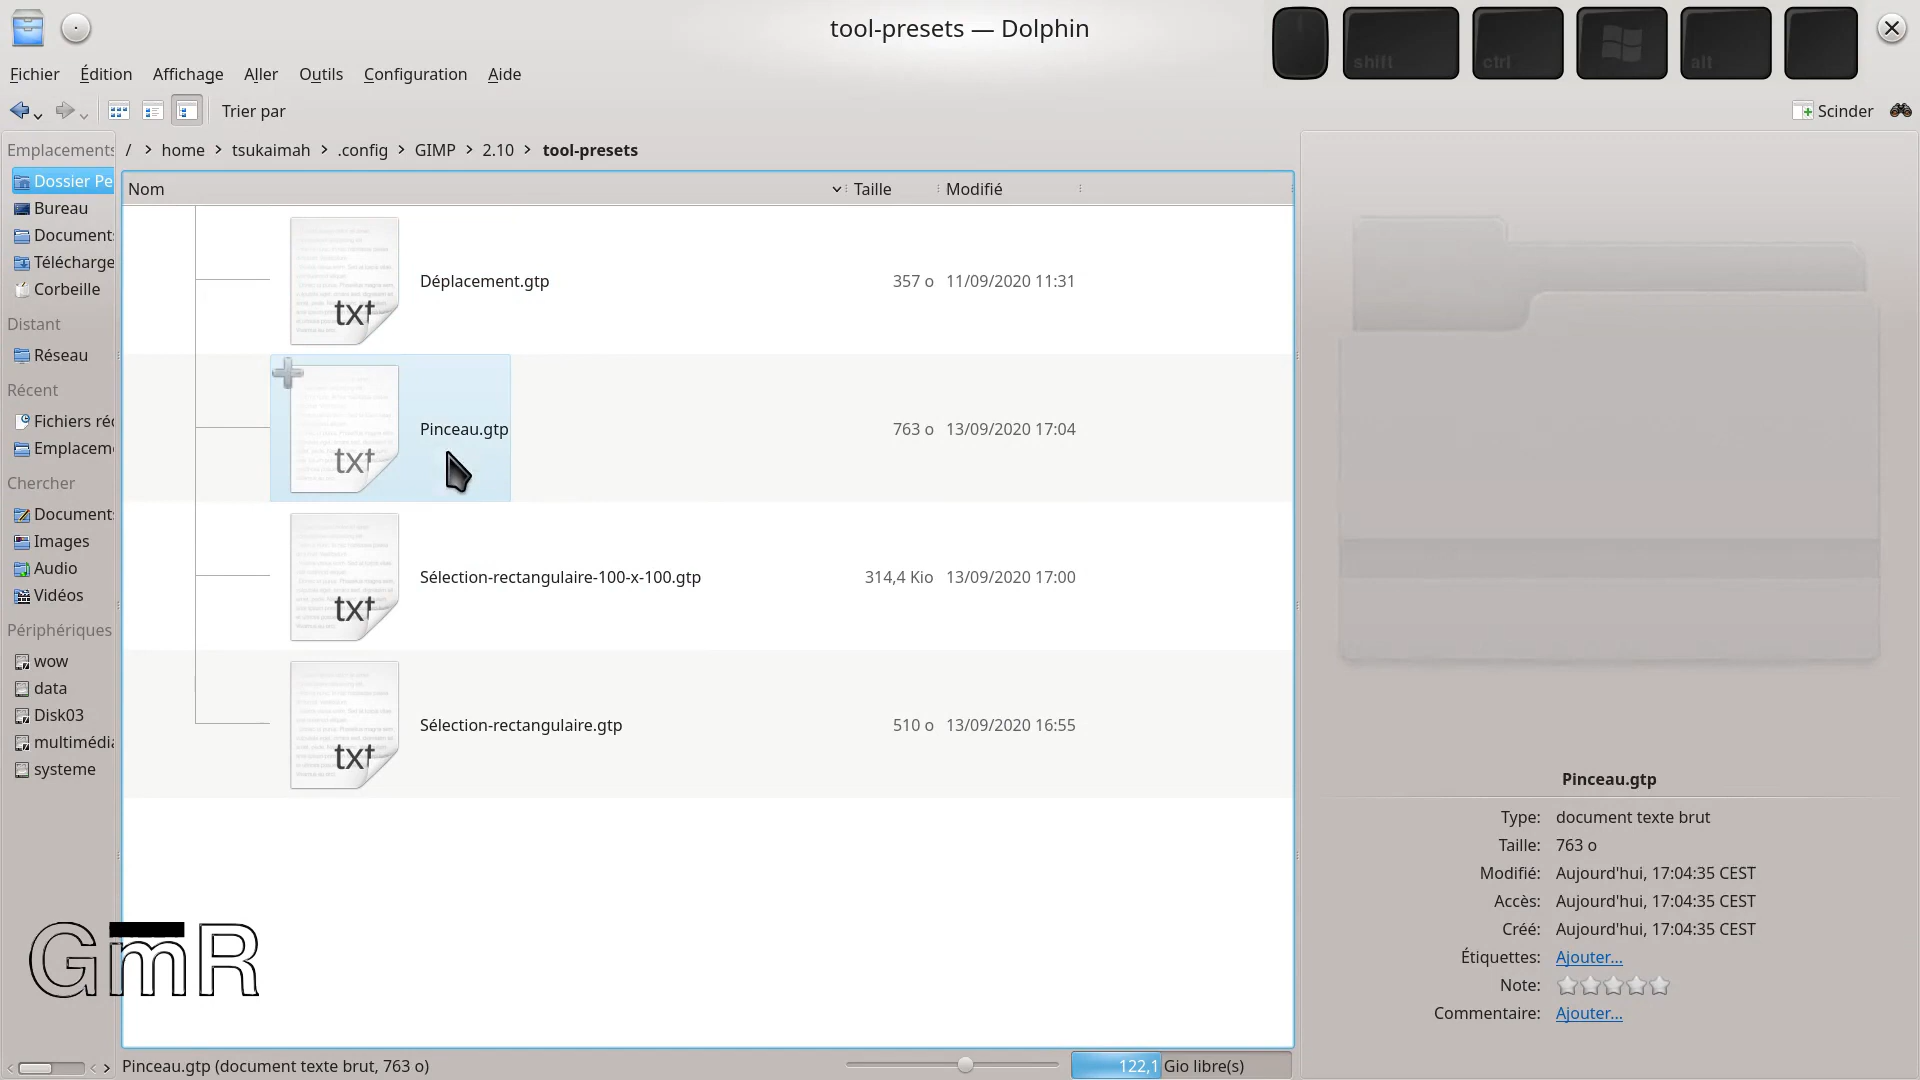 tool-presets — Dolphin
shift
ctrl
alt
Fichier Édition Affichage Aller Outils Configuration Aide
Trier par
Scinder
Emplacements
/ > home > tsukaimah > .config > GIMP > 2.10 > tool-presets
Dossier Pe
Nom Taille Modifié
Bureau
Document
Télécharge
Corbeille
Déplacement.gtp 357 o 11/09/2020 11:31
txt
Distant
Réseau
Récent
Fichiers réc
Emplacem
Pinceau.gtp 763 o 13/09/2020 17:04
txt
Chercher
Document
Images
Audio
Vidéos
Sélection-rectangulaire-100-x-100.gtp 314,4 Kio 13/09/2020 17:00
txt
Périphériques
wow
data
Disk03
multimédia
systeme
Sélection-rectangulaire.gtp 510 o 13/09/2020 16:55
txt
Pinceau.gtp
Type: document texte brut
Taille: 763 o
Modifié: Aujourd'hui, 17:04:35 CEST
Accès: Aujourd'hui, 17:04:35 CEST
Créé: Aujourd'hui, 17:04:35 CEST
Étiquettes: Ajouter...
Note:
Commentaire: Ajouter...
GmR
Pinceau.gtp (document texte brut, 763 o)
122,1 Gio libre(s)